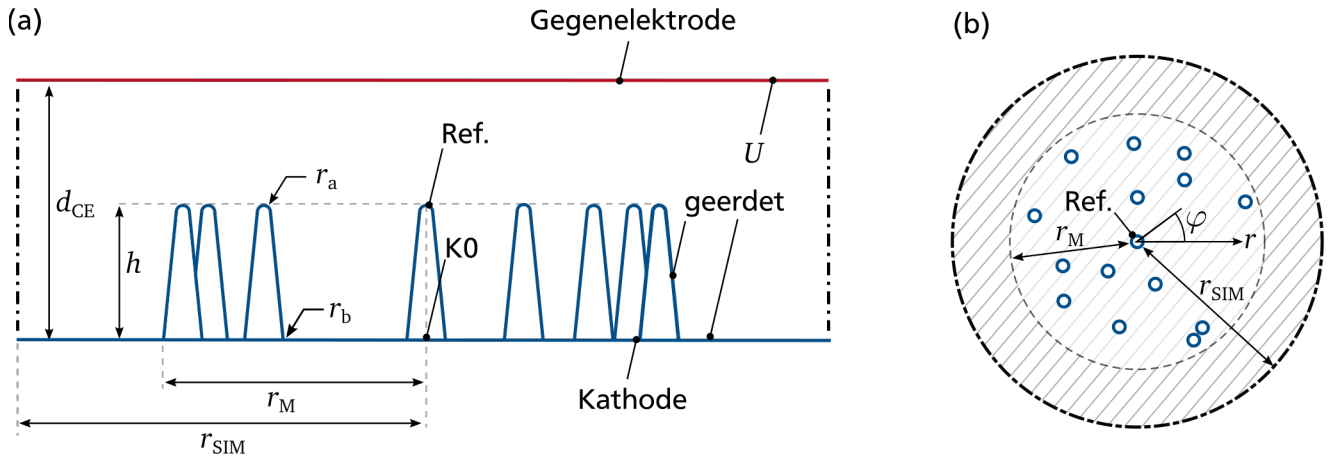 (a)
Gegenelektrode
(b)
Ref.
U
r_a
d_CE
geerdet
Ref.
φ
h
K0
r_M
r
r_b
r_SIM
r_M
Kathode
r_SIM